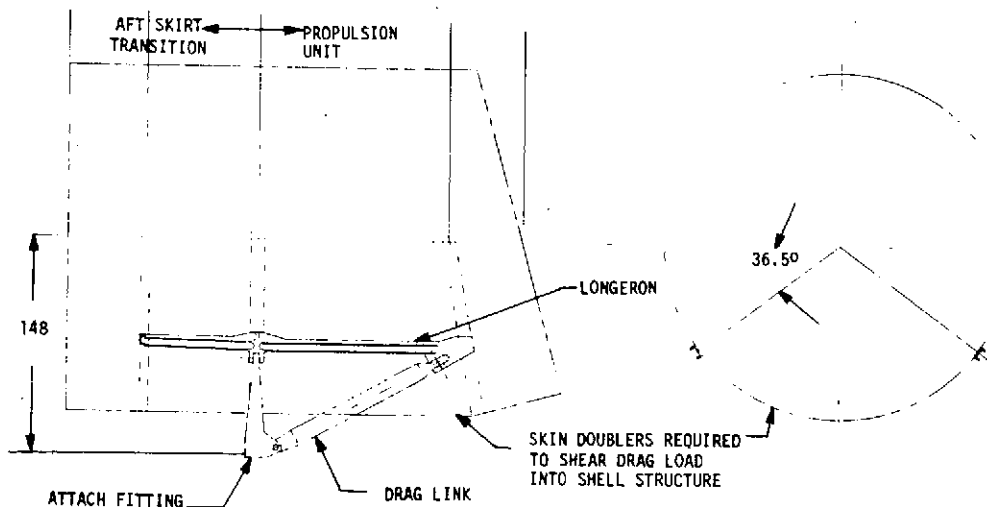 AFT SKIRT
TRANSITION
PROPULSION
UNIT
36.5º
LONGERON
148
SKIN DOUBLERS REQUIRED
TO SHEAR DRAG LOAD
INTO SHELL STRUCTURE
DRAG LINK
ATTACH FITTING